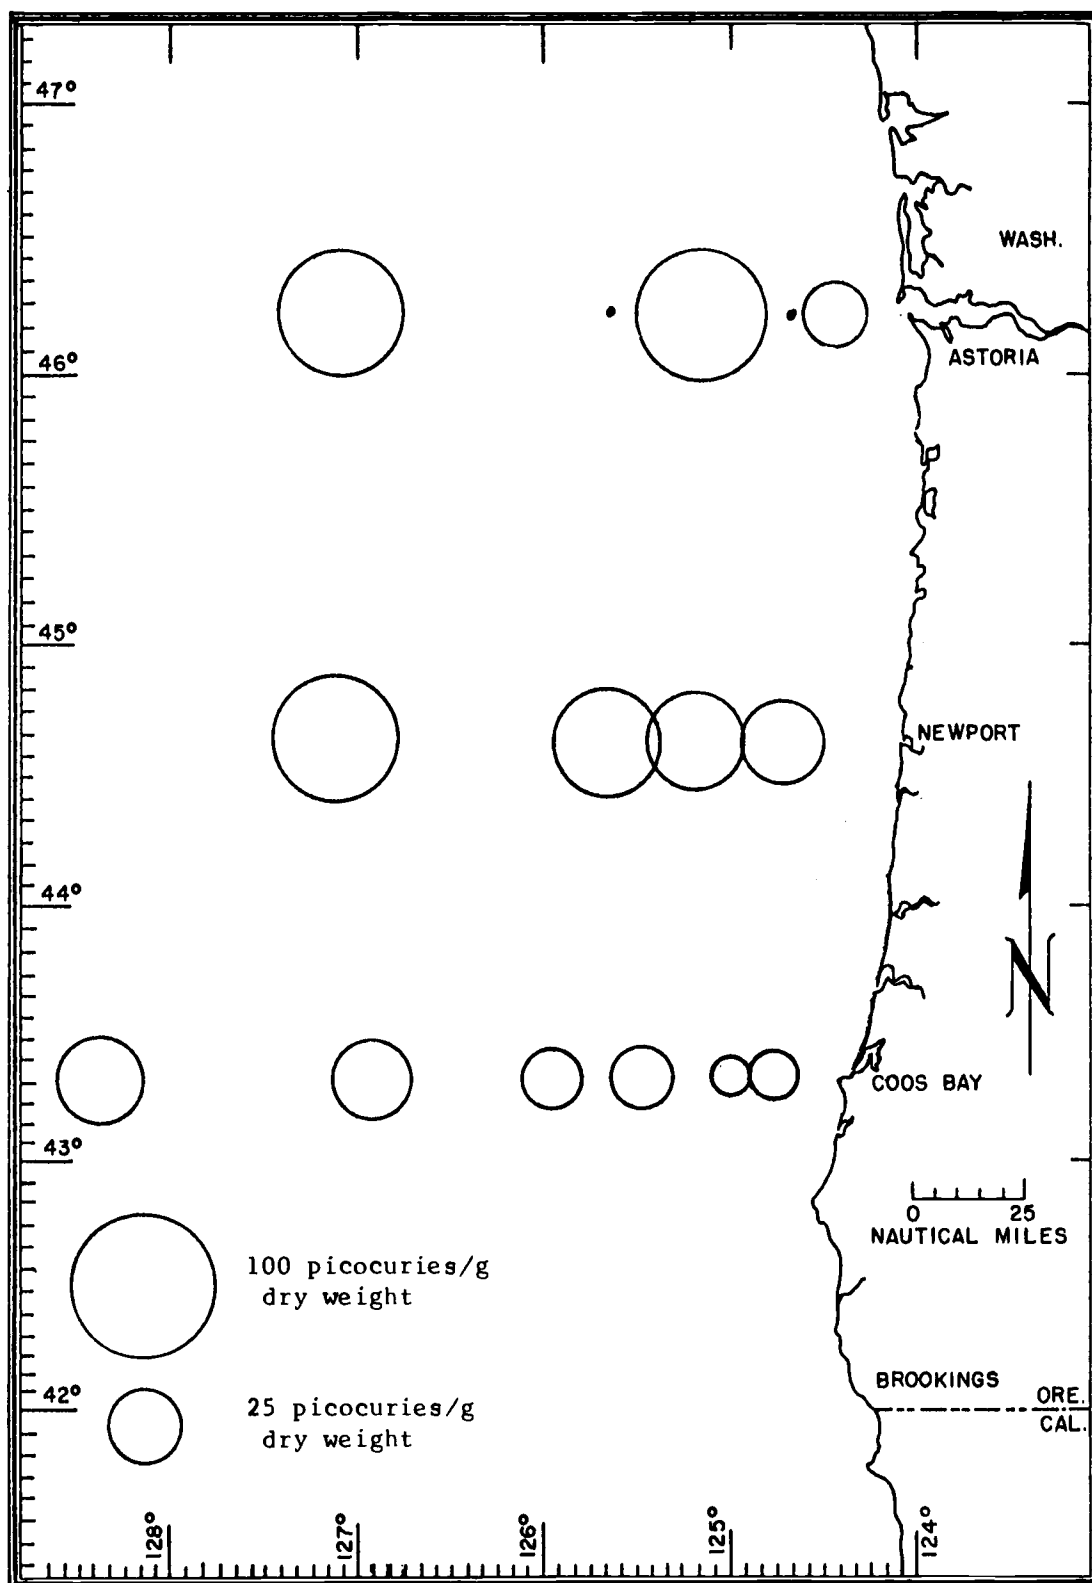 47°
WASH.
46°
ASTORIA
45°
NEWPORT
44°
N
COOS BAY
43°
0 25
NAUTICAL MILES
100 picocuries/g
dry weight
BROOKINGS
42°
ORE.
CAL.
25 picocuries/g
dry weight
128°
127°
126°
125°
124°